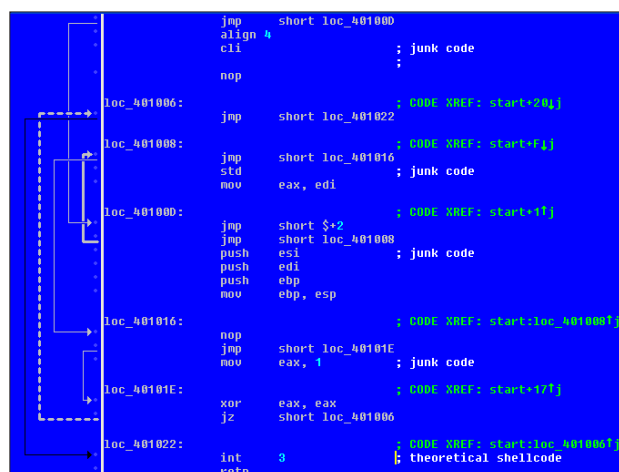 jmp short loc_40100D
align 4
cli ; junk code
;
nop
loc_401006: ; CODE XREF: start+20↓j
jmp short loc_401022
loc_401008: ; CODE XREF: start+F↓j
jmp short loc_401016
std ; junk code
mov eax, edi
loc_40100D: ; CODE XREF: start+1↑j
jmp short $+2
jmp short loc_401008
push esi ; junk code
push edi
push ebp
mov ebp, esp
loc_401016: ; CODE XREF: start:loc_401008↑j
nop
jmp short loc_40101E
mov eax, 1 ; junk code
loc_40101E: ; CODE XREF: start+17↑j
xor eax, eax
jz short loc_401006
loc_401022: ; CODE XREF: start:loc_401006↑j
int 3 ; theoretical shellcode
retn